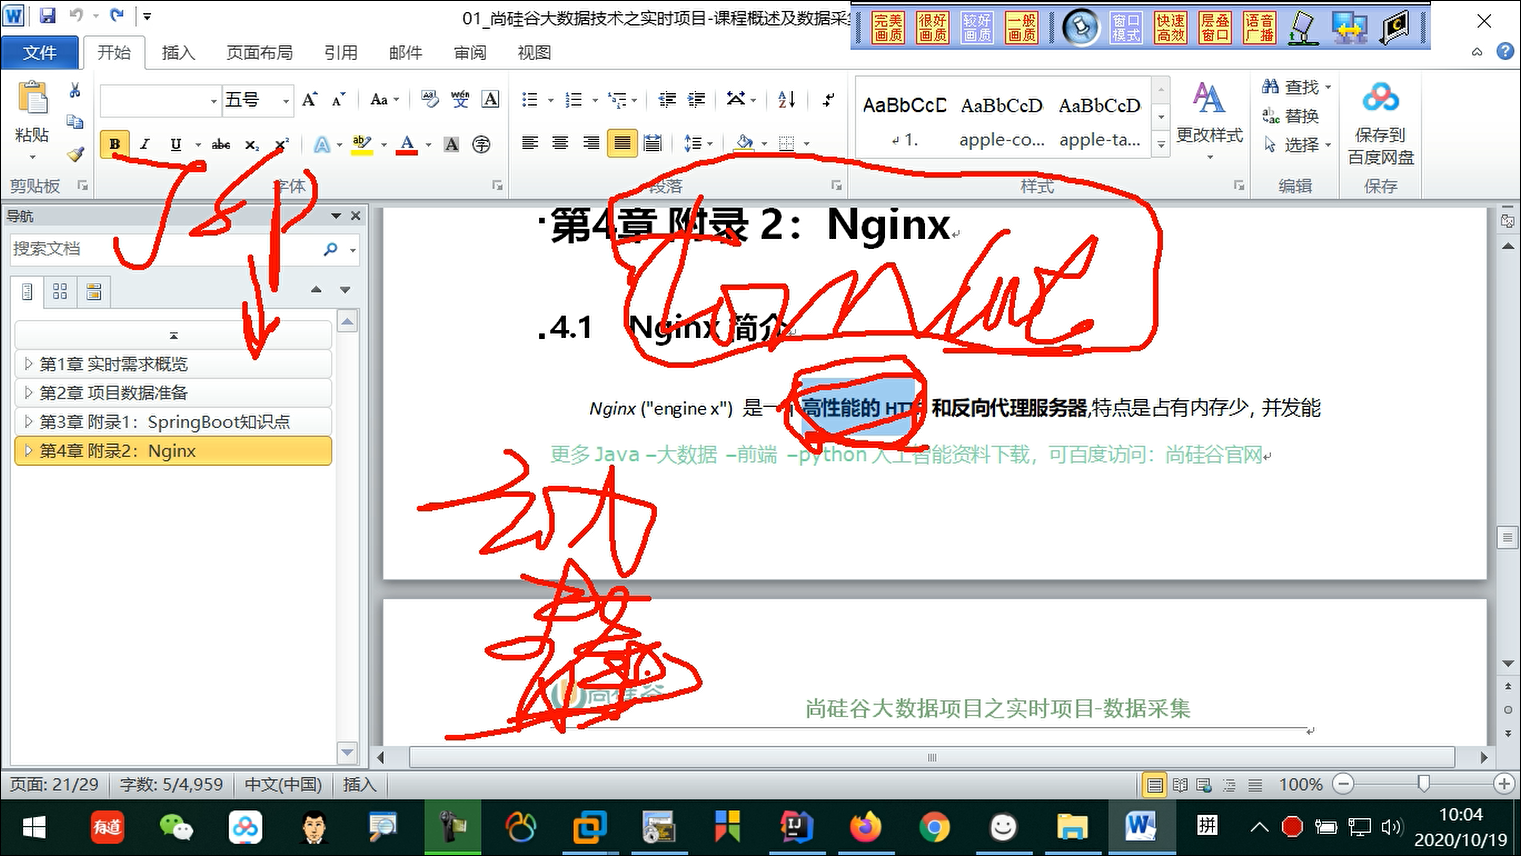 01_尚硅谷大数据技术之实时项目-课程概述及数据采集
完美画质 很好画质 较好画质 一般画质 窗口模式 快速高效 层叠窗口 语音广播
文件 开始 插入 页面布局 引用 邮件 审阅 视图
粘贴
五号
AaBbCcD AaBbCcD AaBbCcD
1. apple-co... apple-ta...
更改样式
查找
替换
选择
保存到
百度网盘
剪贴板 字体 段落 样式 编辑 保存
导航
搜索文档
第1章 实时需求概览
第2章 项目数据准备
第3章 附录1：SpringBoot知识点
第4章 附录2：Nginx
Jsp
第4章 附录 2：Nginx
tomcat
4.1 Nginx 简介
Nginx ("engine x") 是一个高性能的 HTTP 和反向代理服务器,特点是占有内存少, 并发能
更多 Java –大数据 –前端 –python 人工智能资料下载，可百度访问：尚硅谷官网
尚硅谷
尚硅谷大数据项目之实时项目-数据采集
页面: 21/29 字数: 5/4,959 中文(中国) 插入 100%
有道 拼 10:04
2020/10/19